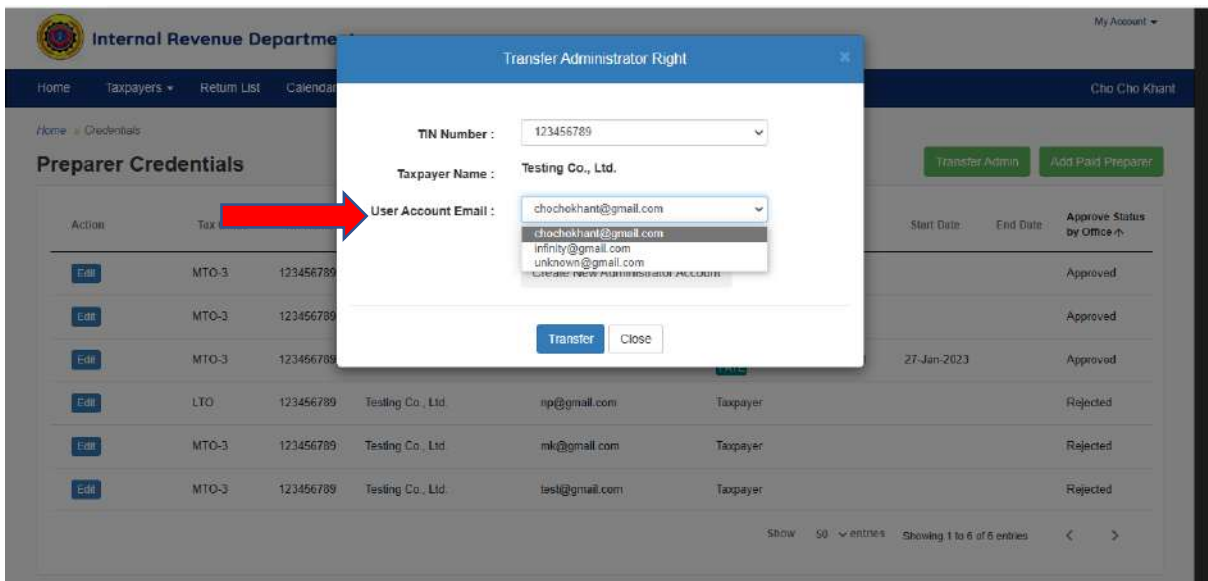 My Account
Internal Revenue Departme
Transfer Administrator Right
×
Home Taxpayers Return List Calendar Cho Cho Khant
Home » Credentials
Preparer Credentials
Transfer Admin Add Paid Preparer
TIN Number : 123456789
Taxpayer Name : Testing Co., Ltd.
User Account Email : chochokhant@gmail.com
chochokhant@gmail.com
infinity@gmail.com
unknown@gmail.com
Create New Administrator Account
Transfer Close
Action Tax Start Date End Date Approve Status by Office
Edit MTO-3 123456789 Approved
Edit MTO-3 123456789 Approved
Edit MTO-3 123456789 27-Jan-2023 Approved
Edit LTO 123456789 Testing Co., Ltd. np@gmail.com Taxpayer Rejected
Edit MTO-3 123456789 Testing Co., Ltd. mk@gmail.com Taxpayer Rejected
Edit MTO-3 123456789 Testing Co., Ltd. test@gmail.com Taxpayer Rejected
Show 50 entries Showing 1 to 6 of 6 entries < >